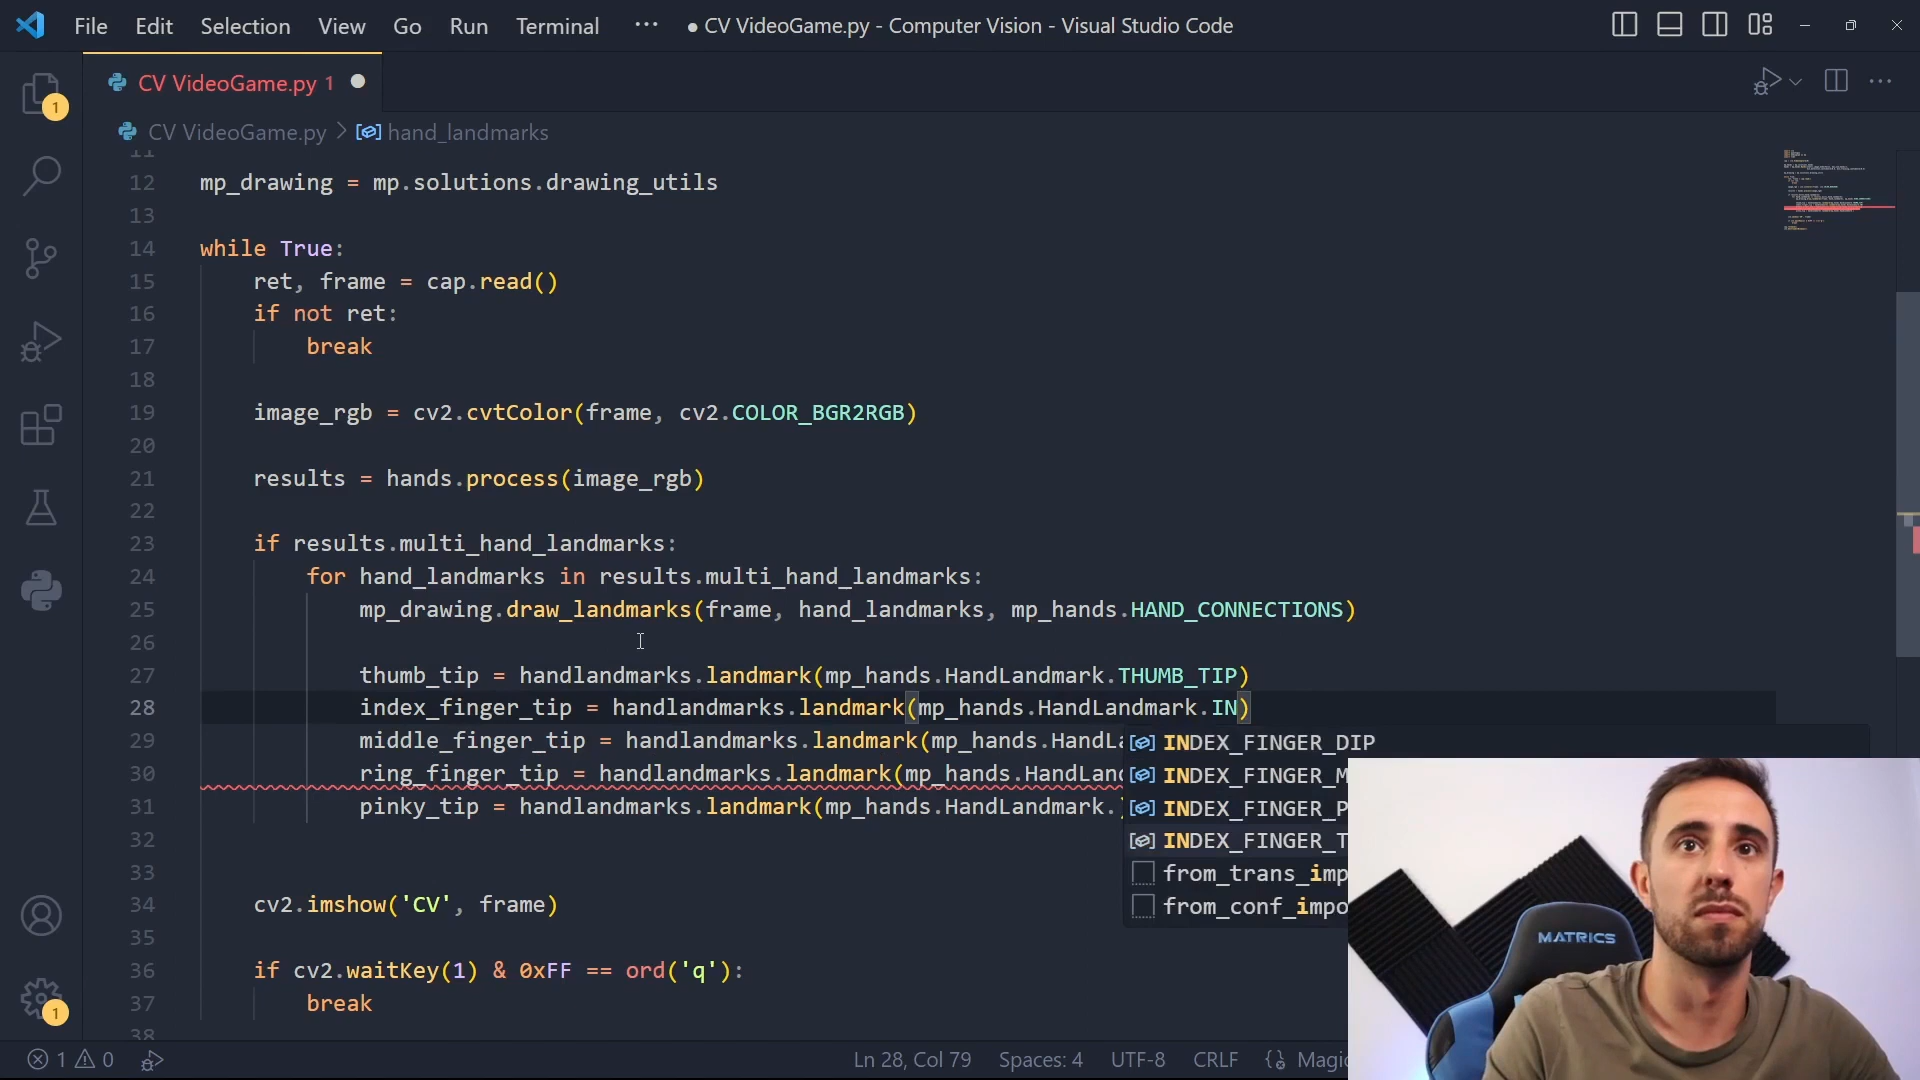 File Edit Selection View Go Run Terminal ··· ● CV VideoGame.py - Computer Vision - Visual Studio Code
CV VideoGame.py 1
CV VideoGame.py > hand_landmarks
11
12 mp_drawing = mp.solutions.drawing_utils
13
14 while True:
15 ret, frame = cap.read()
16 if not ret:
17 break
18
19 image_rgb = cv2.cvtColor(frame, cv2.COLOR_BGR2RGB)
20
21 results = hands.process(image_rgb)
22
23 if results.multi_hand_landmarks:
24 for hand_landmarks in results.multi_hand_landmarks:
25 mp_drawing.draw_landmarks(frame, hand_landmarks, mp_hands.HAND_CONNECTIONS)
26
27 thumb_tip = handlandmarks.landmark(mp_hands.HandLandmark.THUMB_TIP)
28 index_finger_tip = handlandmarks.landmark(mp_hands.HandLandmark.IN)
29 middle_finger_tip = handlandmarks.landmark(mp_hands.HandLa
INDEX_FINGER_DIP
30 ring_finger_tip = handlandmarks.landmark(mp_hands.HandLand
INDEX_FINGER_M
31 pinky_tip = handlandmarks.landmark(mp_hands.HandLandmark.)
INDEX_FINGER_P
32
INDEX_FINGER_T
33
from_trans_imp
34 cv2.imshow('CV', frame)
from_conf_impo
35
36 if cv2.waitKey(1) & 0xFF == ord('q'):
37 break
38
MATRICS
1
1
1 0 Ln 28, Col 79 Spaces: 4 UTF-8 CRLF Magic